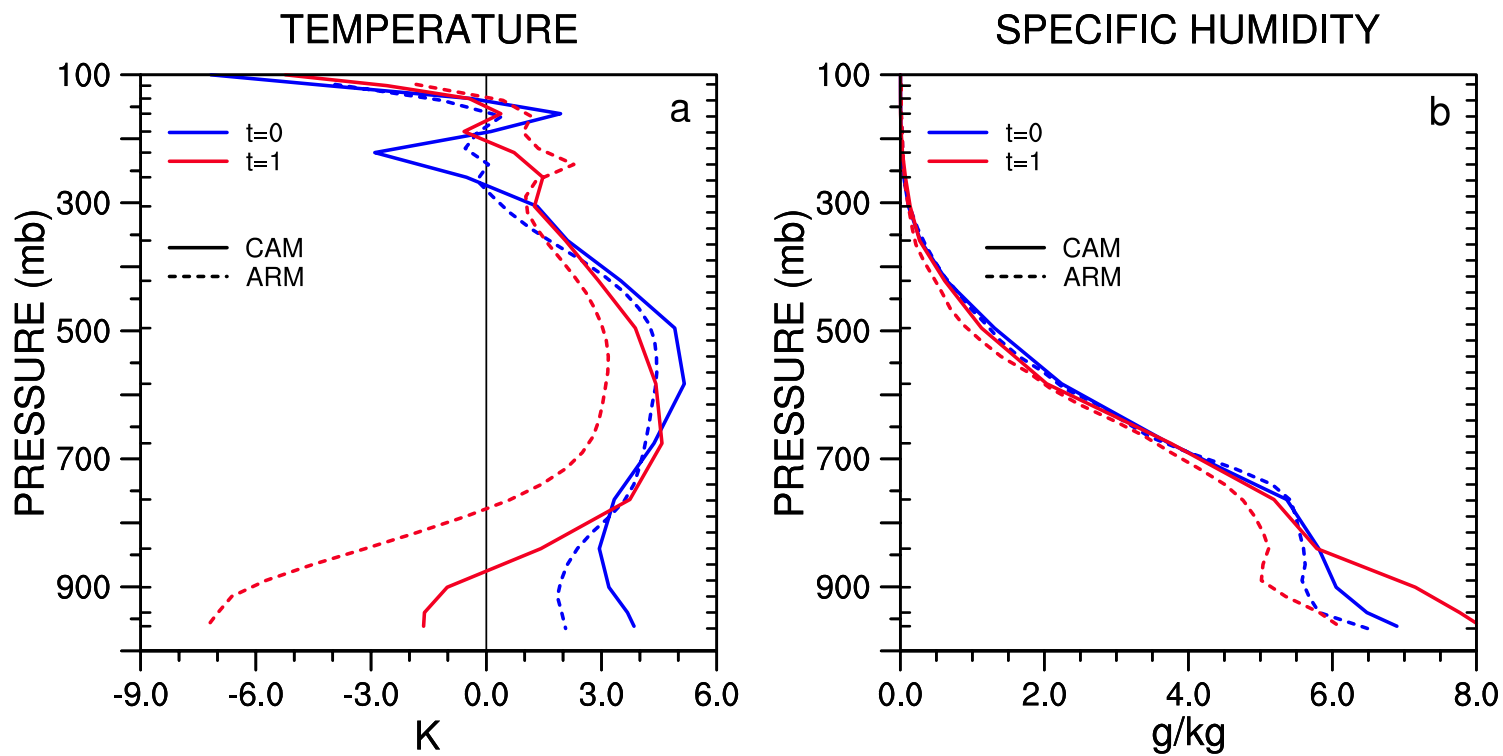 TEMPERATURE
100
300
500
700
900
PRESSURE (mb)
a
t=0
t=1
CAM
ARM
-9.0 -6.0 -3.0 0.0 3.0 6.0
K
SPECIFIC HUMIDITY
100
300
500
700
900
PRESSURE (mb)
b
t=0
t=1
CAM
ARM
0.0 2.0 4.0 6.0 8.0
g/kg